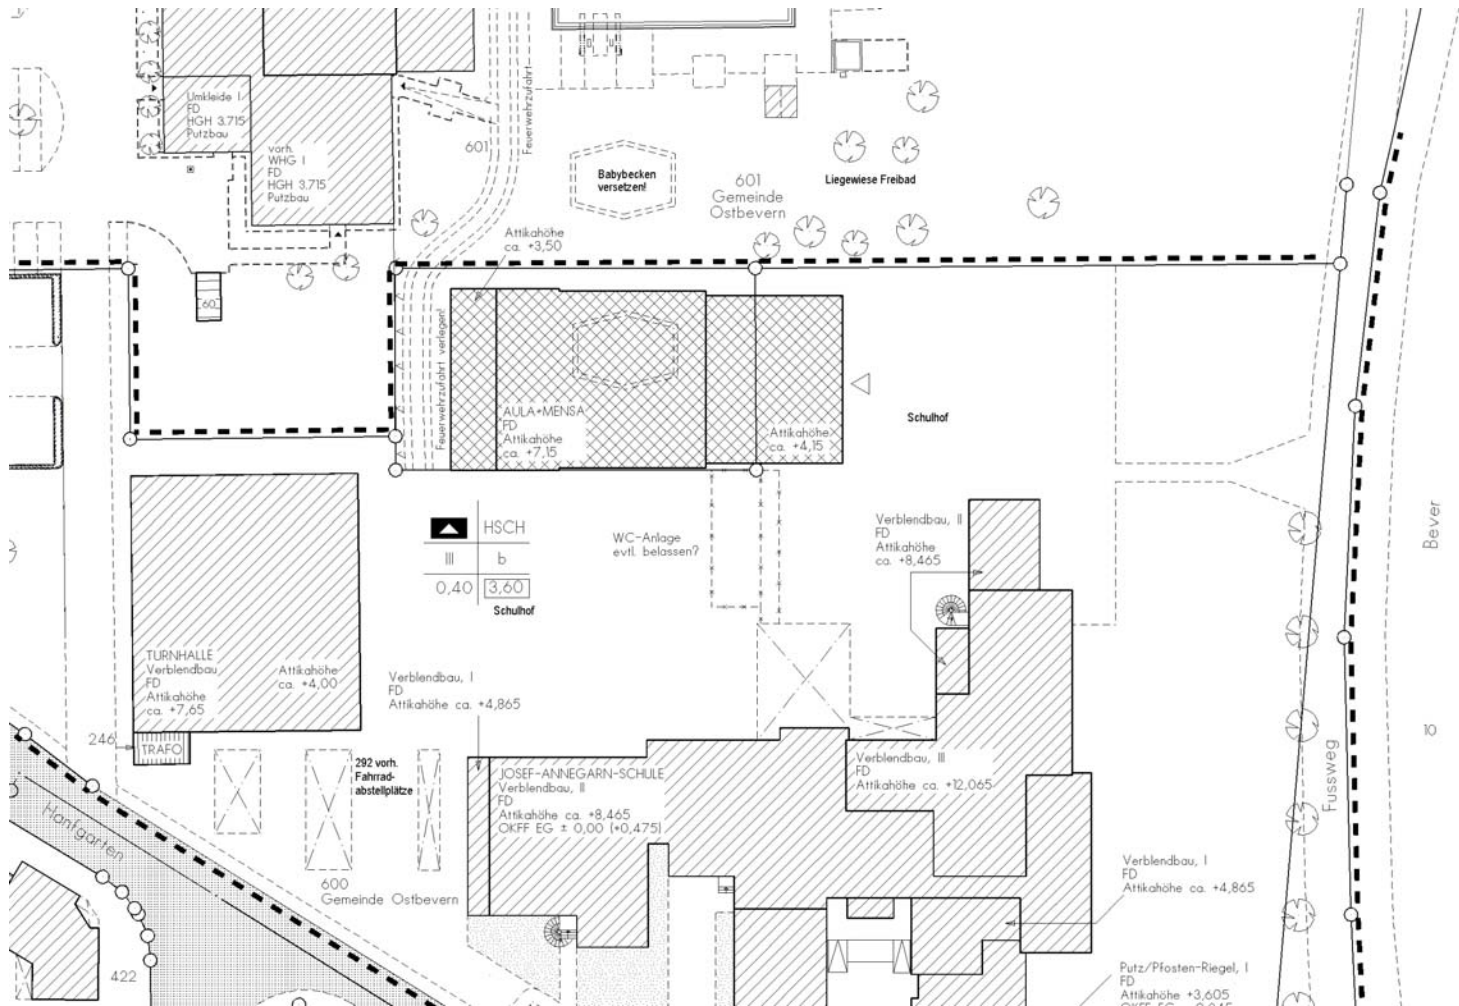 Umkleide I
FD
HGH 3.715
Putzbau
vorh.
WHG I
FD
HGH 3.715
Putzbau
601
Feuerwehrzufahrt
Babybecken
versetzen!
601
Gemeinde
Ostbevern
Liegewiese Freibad
Attikahöhe
ca. +3,50
60
Feuerwehrzufahrt verlegen!
AULA+MENSA
FD
Attikahöhe
ca. +7,15
Attikahöhe
ca. +4,15
Schulhof
HSCH
III b
0,40 3,60
Schulhof
WC-Anlage
evtl. belassen?
Verblendbau, II
FD
Attikahöhe
ca. +8,465
Bever
10
Fussweg
TURNHALLE
Verblendbau
FD
Attikahöhe
ca. +7,65
Attikahöhe
ca. +4,00
246
TRAFO
Verblendbau, I
FD
Attikahöhe ca. +4,865
292 vorh.
Fahrrad-
abstellplätze
JOSEF-ANNEGARN-SCHULE
Verblendbau, II
FD
Attikahöhe ca. +8,465
OKFF EG ± 0,00 (+0,475)
Verblendbau, III
FD
Attikahöhe ca. +12,065
Hanfgarten
600
Gemeinde Ostbevern
422
Verblendbau, I
FD
Attikahöhe ca. +4,865
Putz/Pfosten-Riegel, I
FD
Attikahöhe +3,605